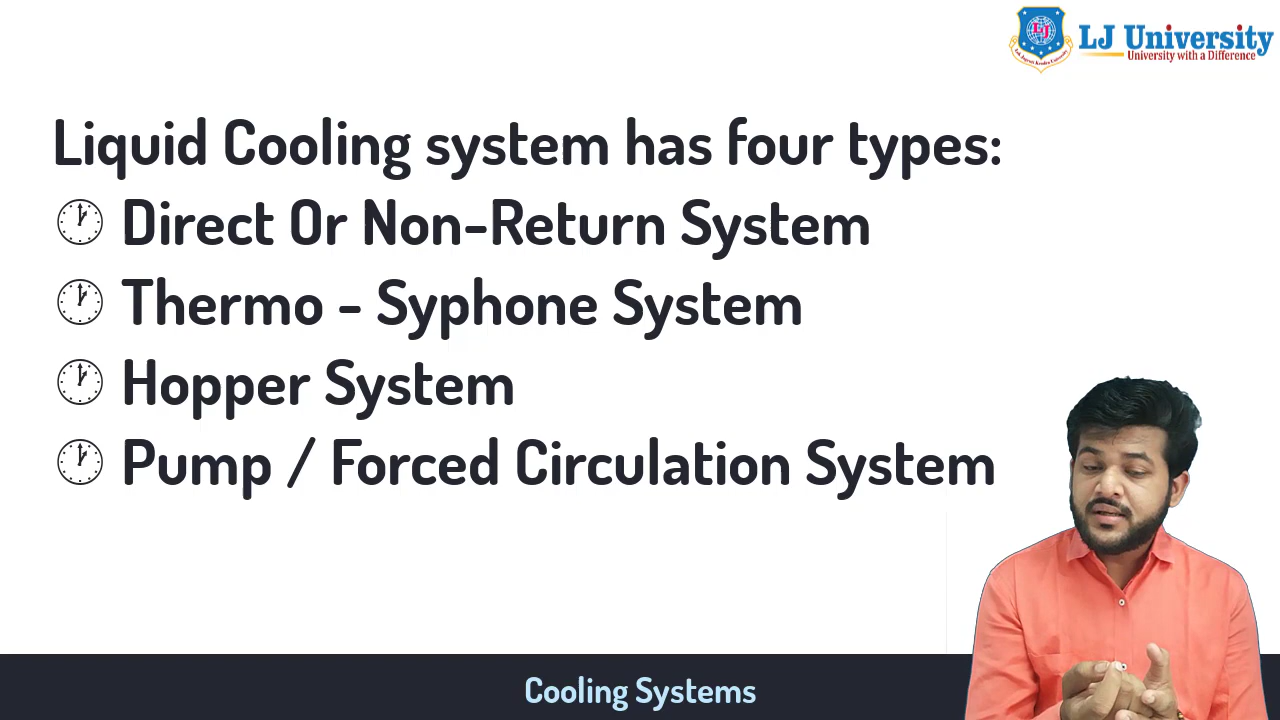 LJ University
University with a Difference
Liquid Cooling system has four types:
Direct Or Non-Return System
Thermo - Syphone System
Hopper System
Pump / Forced Circulation System
Cooling Systems